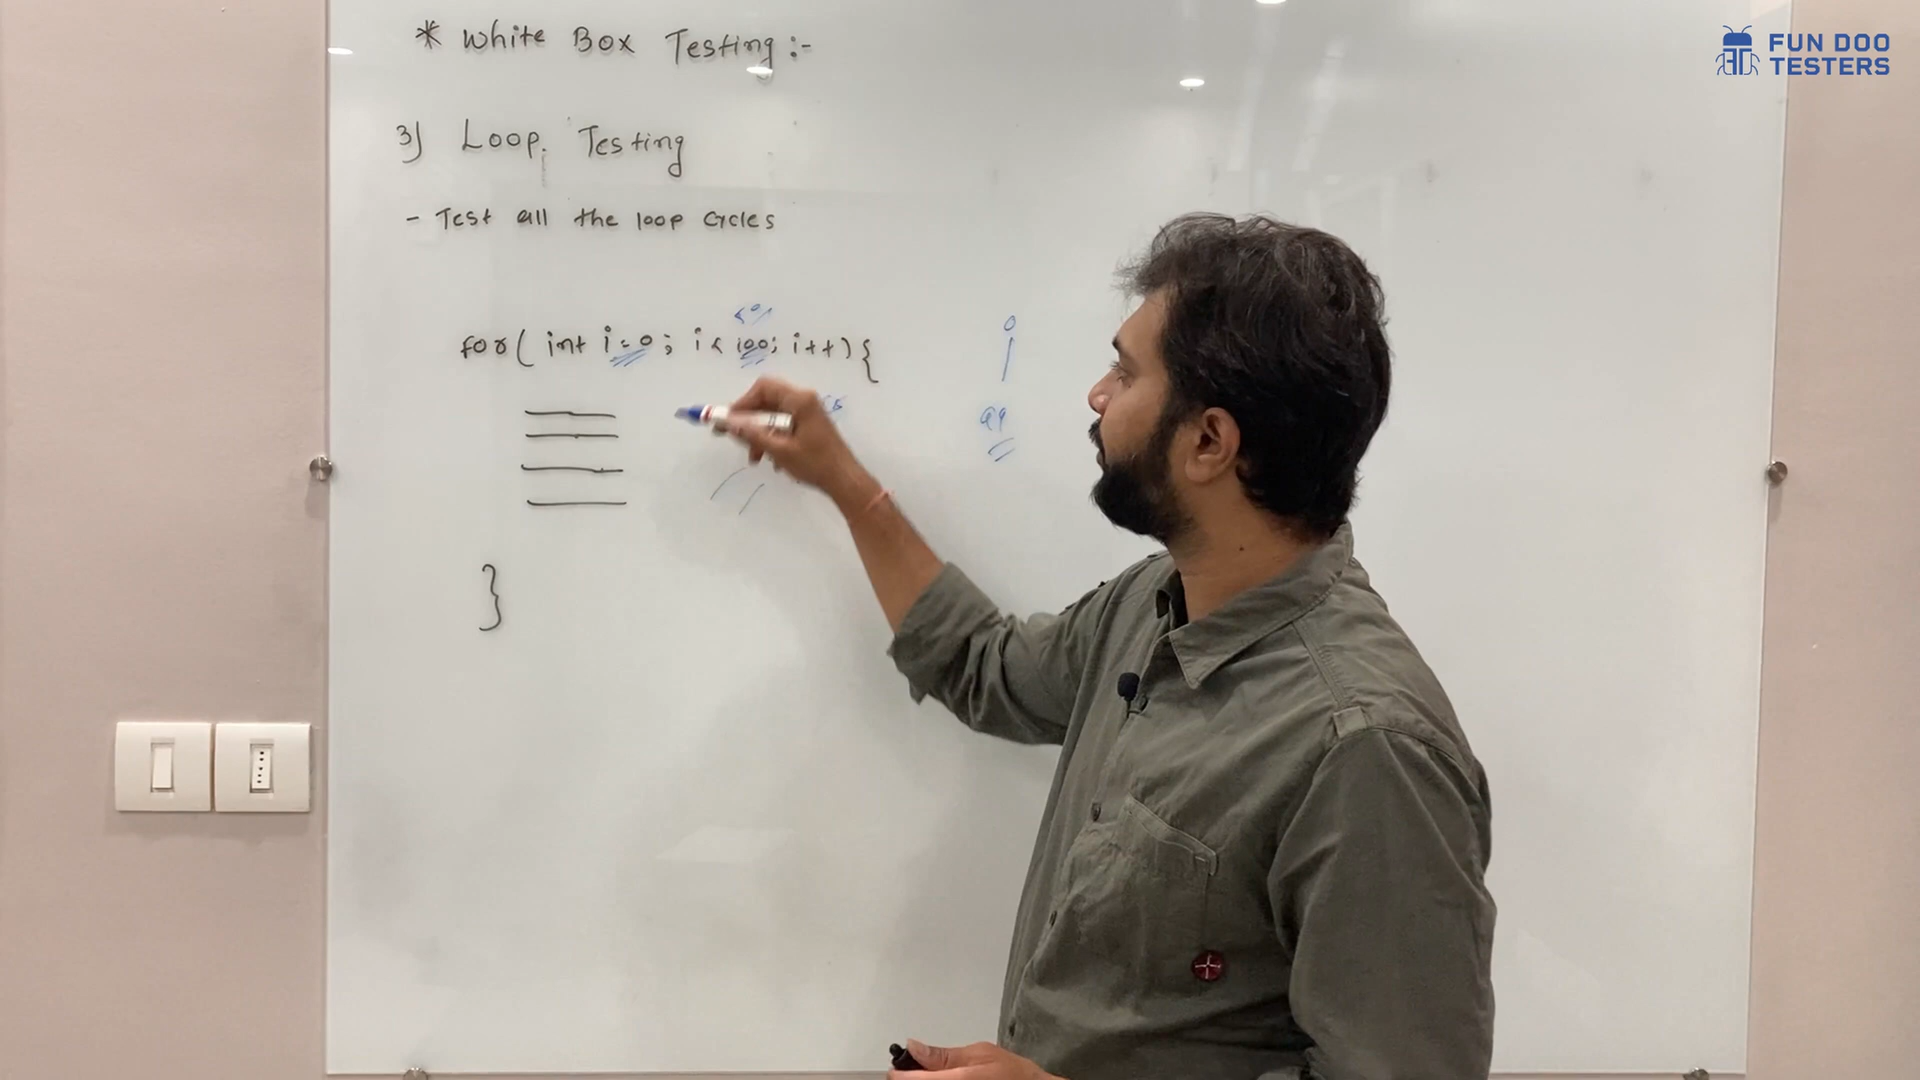 FUN DOO
TESTERS
* White Box Testing :-
3) Loop Testing
- Test all the loop cycles
for( int i=0; i< 100; i++) {
0
99
}